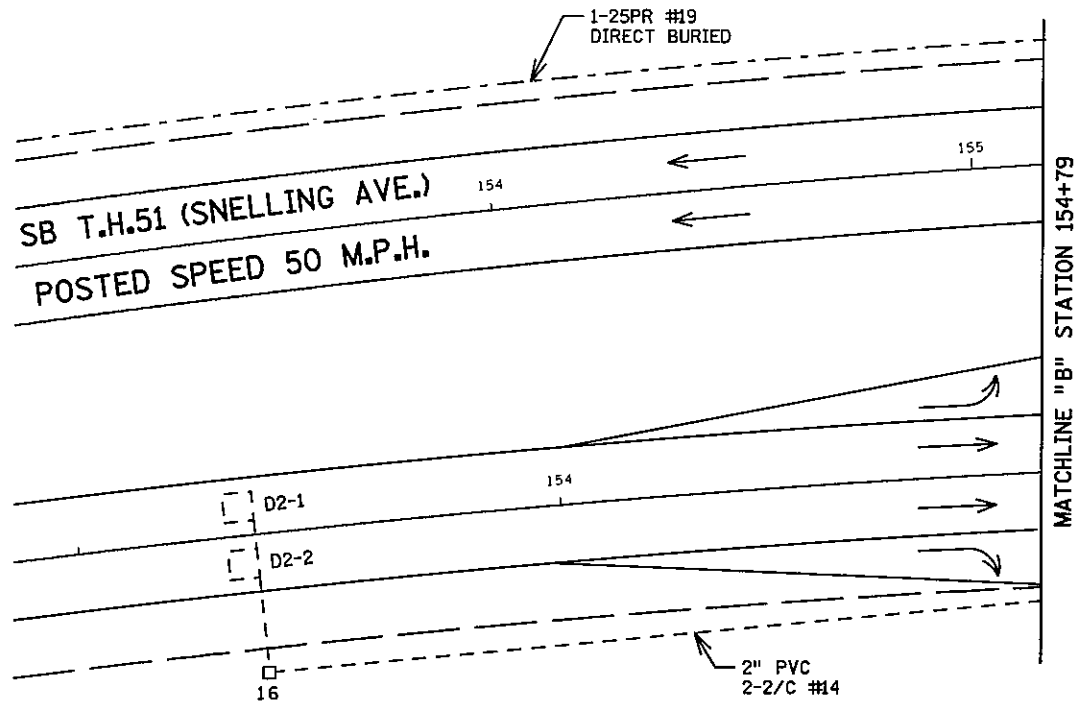 1-25PR #19
DIRECT BURIED
155
154
SB T.H.51 (SNELLING AVE.)
POSTED SPEED 50 M.P.H.
MATCHLINE "B" STATION 154+79
154
D2-1
D2-2
16
2" PVC
2-2/C #14